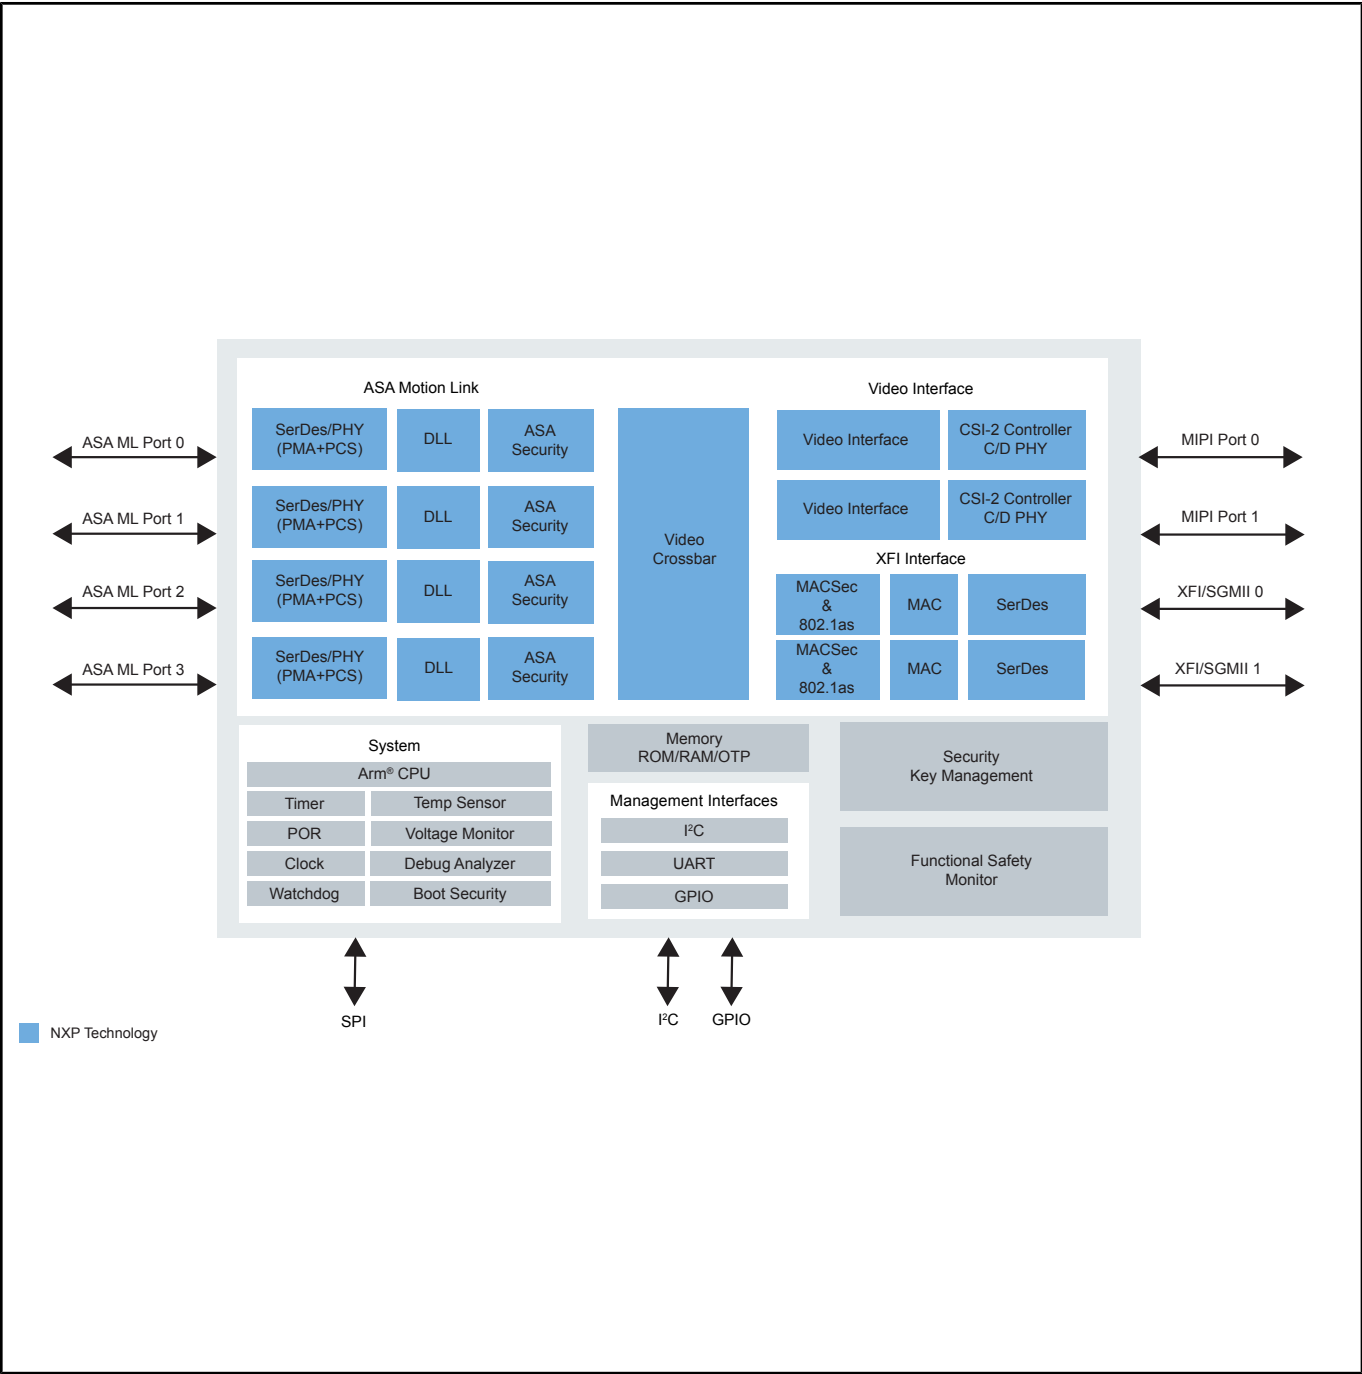 ASA Motion Link
Video Interface
ASA ML Port 0
SerDes/PHY
(PMA+PCS)
DLL
ASA
Security
Video Interface
CSI-2 Controller
C/D PHY
MIPI Port 0
ASA ML Port 1
SerDes/PHY
(PMA+PCS)
DLL
ASA
Security
Video
Crossbar
Video Interface
CSI-2 Controller
C/D PHY
MIPI Port 1
XFI Interface
ASA ML Port 2
SerDes/PHY
(PMA+PCS)
DLL
ASA
Security
MACSec
&
802.1as
MAC
SerDes
XFI/SGMII 0
ASA ML Port 3
SerDes/PHY
(PMA+PCS)
DLL
ASA
Security
MACSec
&
802.1as
MAC
SerDes
XFI/SGMII 1
System
Arm® CPU
Timer
Temp Sensor
POR
Voltage Monitor
Clock
Debug Analyzer
Watchdog
Boot Security
Memory
ROM/RAM/OTP
Management Interfaces
I²C
UART
GPIO
Security
Key Management
Functional Safety
Monitor
SPI
I²C
GPIO
NXP Technology